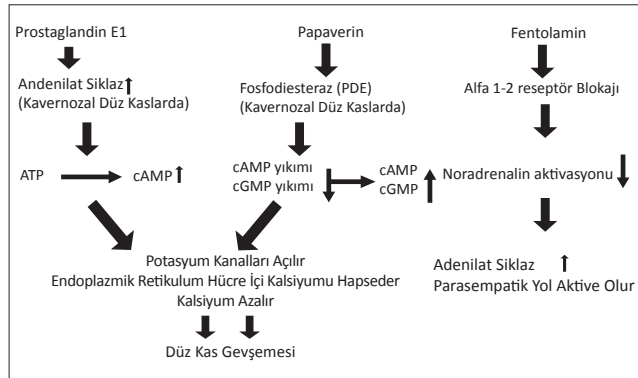 Prostaglandin E1
Andenilat Siklaz
(Kavernozal Düz Kaslarda)
ATP
cAMP
Papaverin
Fosfodiesteraz (PDE)
(Kavernozal Düz Kaslarda)
cAMP yıkımı
cGMP yıkımı
cAMP
cGMP
Potasyum Kanalları Açılır
Endoplazmik Retikulum Hücre İçi Kalsiyumu Hapseder
Kalsiyum Azalır
Düz Kas Gevşemesi
Fentolamin
Alfa 1-2 reseptör Blokajı
Noradrenalin aktivasyonu
Adenilat Siklaz
Parasempatik Yol Aktive Olur